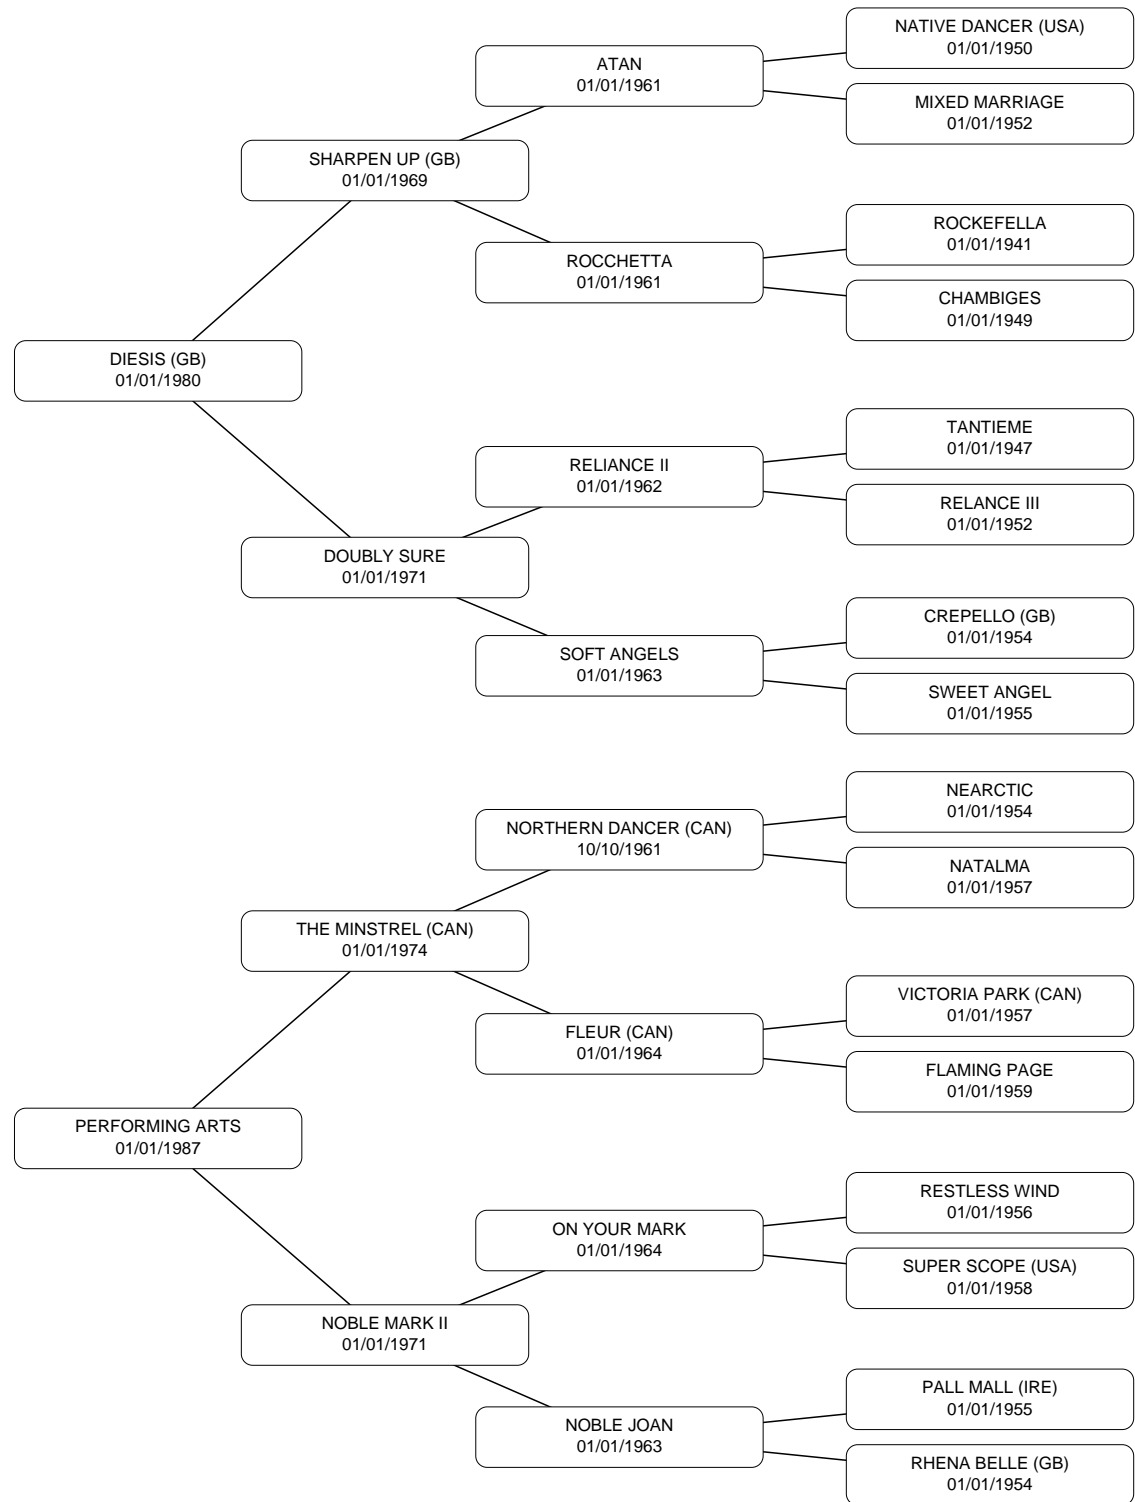 NATIVE DANCER (USA)
01/01/1950
ATAN
01/01/1961
MIXED MARRIAGE
01/01/1952
SHARPEN UP (GB)
01/01/1969
ROCKEFELLA
01/01/1941
ROCCHETTA
01/01/1961
CHAMBIGES
01/01/1949
DIESIS (GB)
01/01/1980
TANTIEME
01/01/1947
RELIANCE II
01/01/1962
RELANCE III
01/01/1952
DOUBLY SURE
01/01/1971
CREPELLO (GB)
01/01/1954
SOFT ANGELS
01/01/1963
SWEET ANGEL
01/01/1955
NEARCTIC
01/01/1954
NORTHERN DANCER (CAN)
10/10/1961
NATALMA
01/01/1957
THE MINSTREL (CAN)
01/01/1974
VICTORIA PARK (CAN)
01/01/1957
FLEUR (CAN)
01/01/1964
FLAMING PAGE
01/01/1959
PERFORMING ARTS
01/01/1987
RESTLESS WIND
01/01/1956
ON YOUR MARK
01/01/1964
SUPER SCOPE (USA)
01/01/1958
NOBLE MARK II
01/01/1971
PALL MALL (IRE)
01/01/1955
NOBLE JOAN
01/01/1963
RHENA BELLE (GB)
01/01/1954